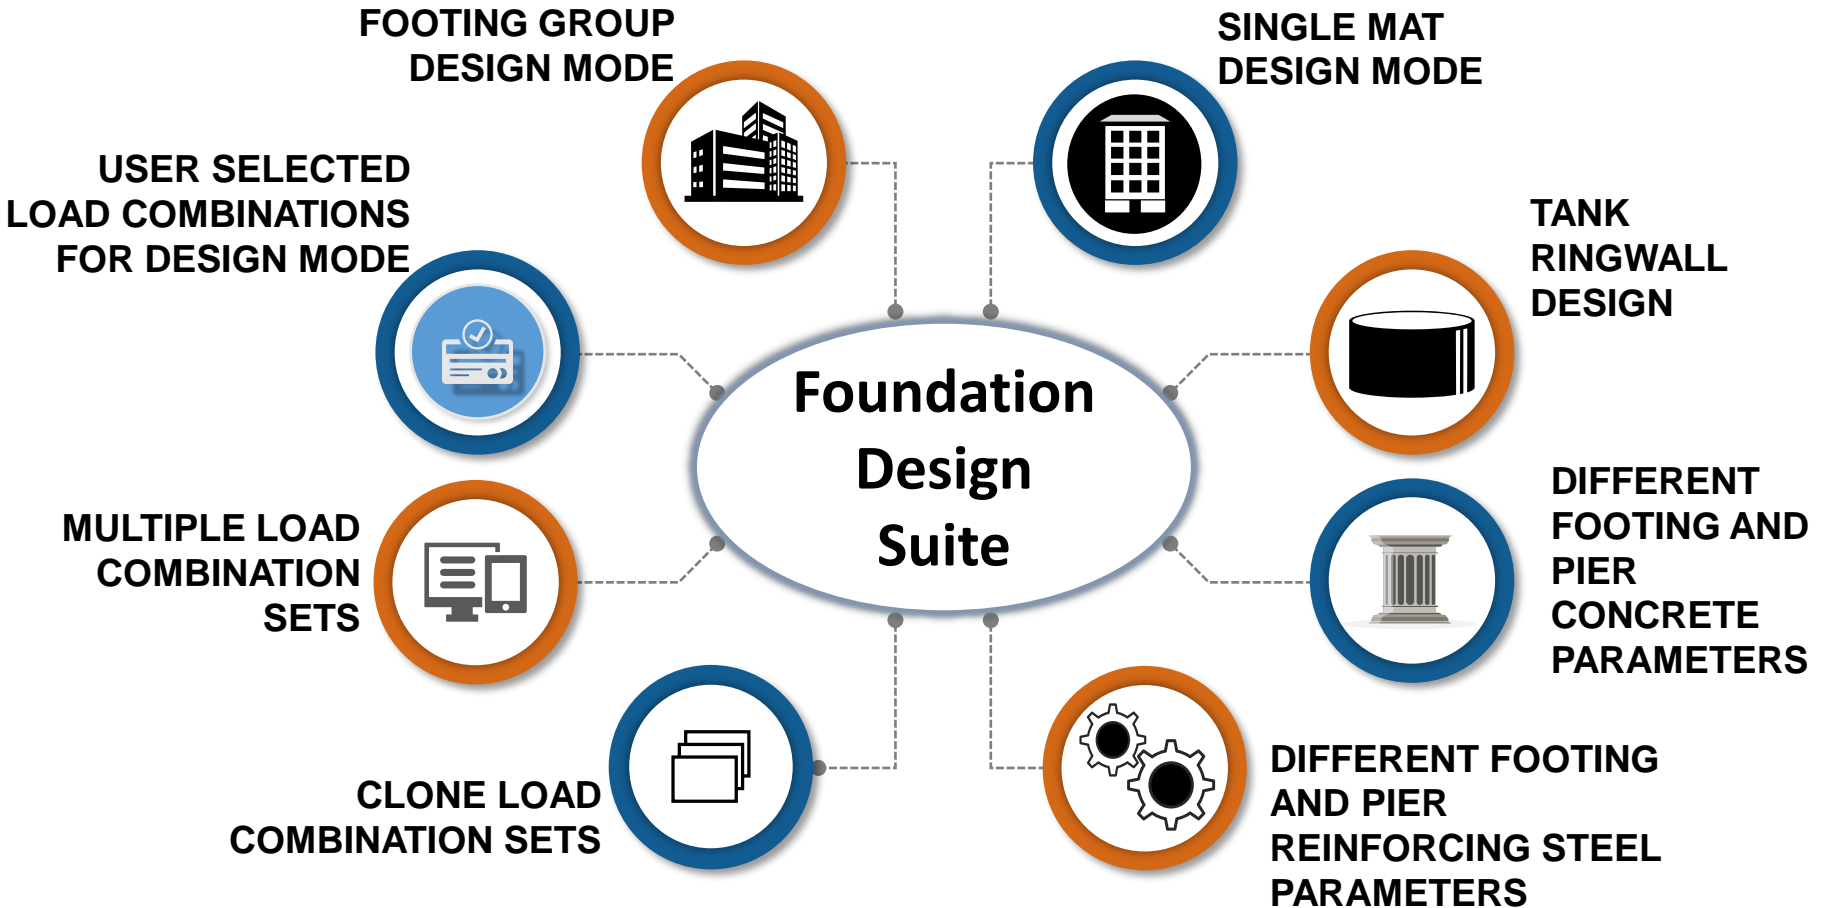 FOOTING GROUP
DESIGN MODE
SINGLE MAT
DESIGN MODE
USER SELECTED
LOAD COMBINATIONS
FOR DESIGN MODE
TANK
RINGWALL
DESIGN
Foundation
Design
Suite
MULTIPLE LOAD
COMBINATION
SETS
DIFFERENT
FOOTING AND
PIER
CONCRETE
PARAMETERS
CLONE LOAD
COMBINATION SETS
DIFFERENT FOOTING
AND PIER
REINFORCING STEEL
PARAMETERS